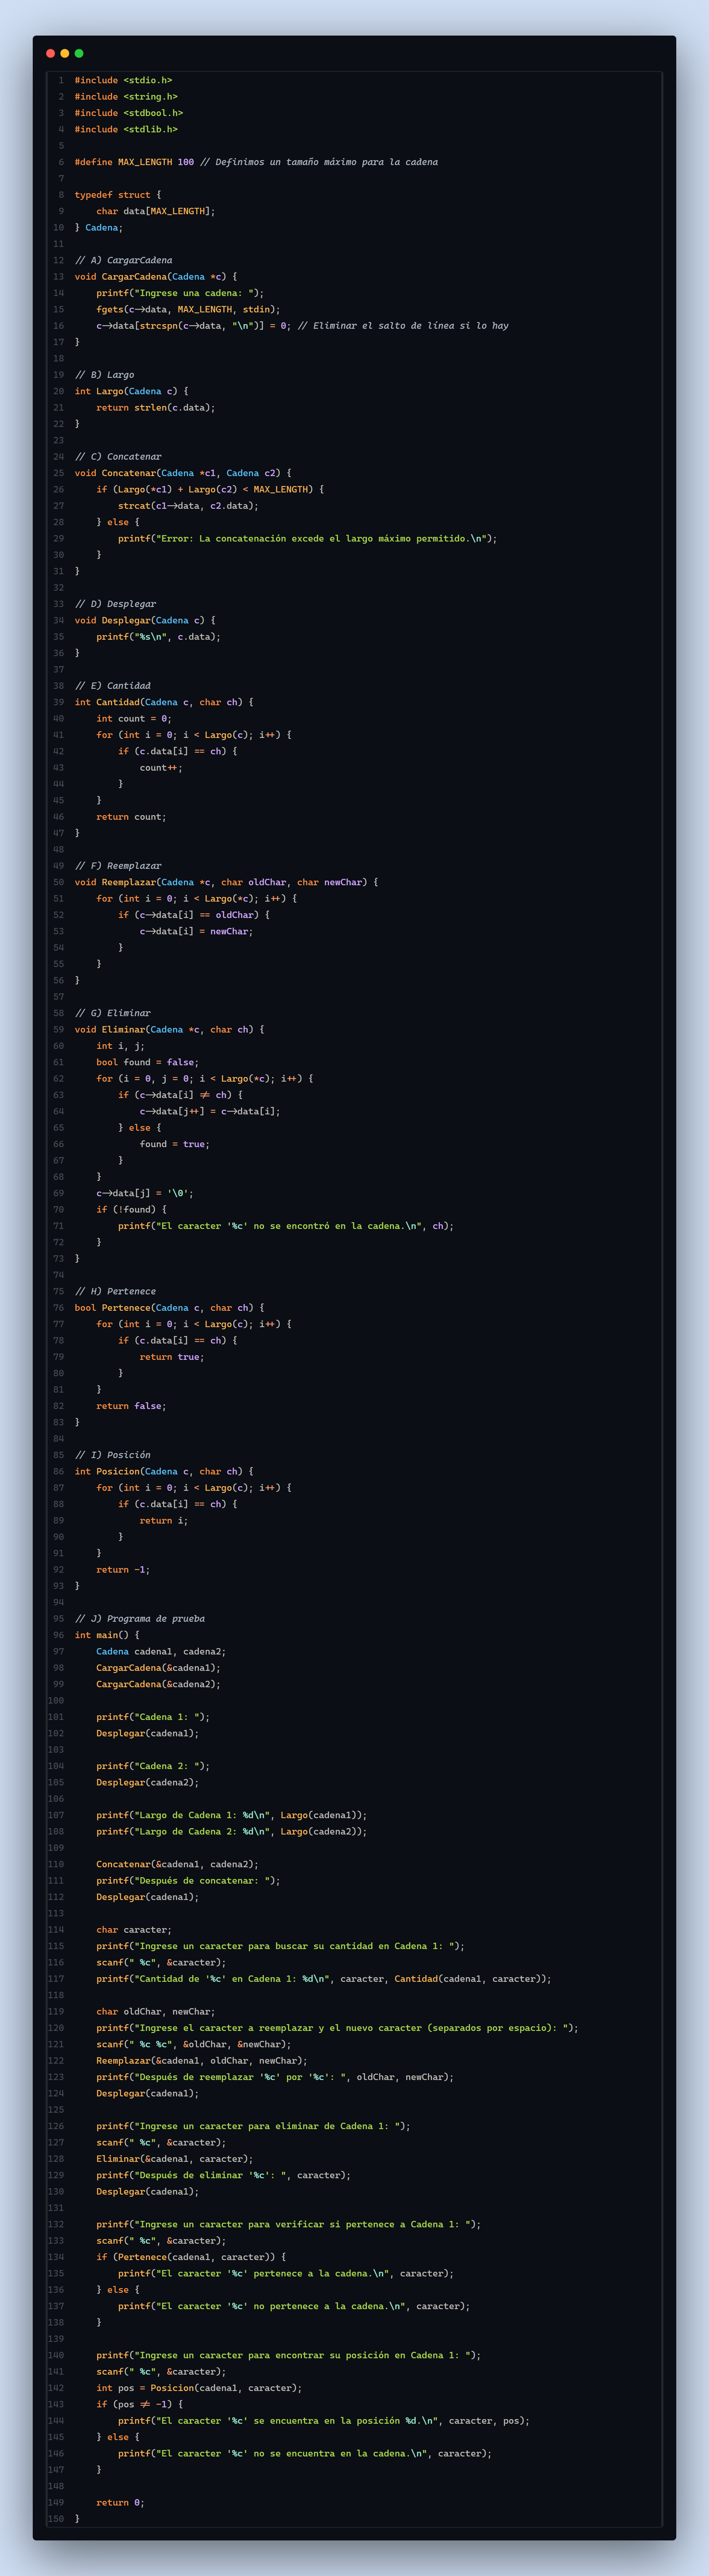 1 #include <stdio.h>
2 #include <string.h>
3 #include <stdbool.h>
4 #include <stdlib.h>
5
6 #define MAX_LENGTH 100 // Definimos un tamaño máximo para la cadena
7
8 typedef struct {
9     char data[MAX_LENGTH];
10 } Cadena;
11
12 // A) CargarCadena
13 void CargarCadena(Cadena *c) {
14     printf("Ingrese una cadena: ");
15     fgets(c->data, MAX_LENGTH, stdin);
16     c->data[strcspn(c->data, "\n")] = 0; // Eliminar el salto de línea si lo hay
17 }
18
19 // B) Largo
20 int Largo(Cadena c) {
21     return strlen(c.data);
22 }
23
24 // C) Concatenar
25 void Concatenar(Cadena *c1, Cadena c2) {
26     if (Largo(*c1) + Largo(c2) < MAX_LENGTH) {
27         strcat(c1->data, c2.data);
28     } else {
29         printf("Error: La concatenación excede el largo máximo permitido.\n");
30     }
31 }
32
33 // D) Desplegar
34 void Desplegar(Cadena c) {
35     printf("%s\n", c.data);
36 }
37
38 // E) Cantidad
39 int Cantidad(Cadena c, char ch) {
40     int count = 0;
41     for (int i = 0; i < Largo(c); i++) {
42         if (c.data[i] == ch) {
43             count++;
44         }
45     }
46     return count;
47 }
48
49 // F) Reemplazar
50 void Reemplazar(Cadena *c, char oldChar, char newChar) {
51     for (int i = 0; i < Largo(*c); i++) {
52         if (c->data[i] == oldChar) {
53             c->data[i] = newChar;
54         }
55     }
56 }
57
58 // G) Eliminar
59 void Eliminar(Cadena *c, char ch) {
60     int i, j;
61     bool found = false;
62     for (i = 0, j = 0; i < Largo(*c); i++) {
63         if (c->data[i] != ch) {
64             c->data[j++] = c->data[i];
65         } else {
66             found = true;
67         }
68     }
69     c->data[j] = '\0';
70     if (!found) {
71         printf("El caracter '%c' no se encontró en la cadena.\n", ch);
72     }
73 }
74
75 // H) Pertenece
76 bool Pertenece(Cadena c, char ch) {
77     for (int i = 0; i < Largo(c); i++) {
78         if (c.data[i] == ch) {
79             return true;
80         }
81     }
82     return false;
83 }
84
85 // I) Posición
86 int Posicion(Cadena c, char ch) {
87     for (int i = 0; i < Largo(c); i++) {
88         if (c.data[i] == ch) {
89             return i;
90         }
91     }
92     return -1;
93 }
94
95 // J) Programa de prueba
96 int main() {
97     Cadena cadena1, cadena2;
98     CargarCadena(&cadena1);
99     CargarCadena(&cadena2);
100
101     printf("Cadena 1: ");
102     Desplegar(cadena1);
103
104     printf("Cadena 2: ");
105     Desplegar(cadena2);
106
107     printf("Largo de Cadena 1: %d\n", Largo(cadena1));
108     printf("Largo de Cadena 2: %d\n", Largo(cadena2));
109
110     Concatenar(&cadena1, cadena2);
111     printf("Después de concatenar: ");
112     Desplegar(cadena1);
113
114     char caracter;
115     printf("Ingrese un caracter para buscar su cantidad en Cadena 1: ");
116     scanf(" %c", &caracter);
117     printf("Cantidad de '%c' en Cadena 1: %d\n", caracter, Cantidad(cadena1, caracter));
118
119     char oldChar, newChar;
120     printf("Ingrese el caracter a reemplazar y el nuevo caracter (separados por espacio): ");
121     scanf(" %c %c", &oldChar, &newChar);
122     Reemplazar(&cadena1, oldChar, newChar);
123     printf("Después de reemplazar '%c' por '%c': ", oldChar, newChar);
124     Desplegar(cadena1);
125
126     printf("Ingrese un caracter para eliminar de Cadena 1: ");
127     scanf(" %c", &caracter);
128     Eliminar(&cadena1, caracter);
129     printf("Después de eliminar '%c': ", caracter);
130     Desplegar(cadena1);
131
132     printf("Ingrese un caracter para verificar si pertenece a Cadena 1: ");
133     scanf(" %c", &caracter);
134     if (Pertenece(cadena1, caracter)) {
135         printf("El caracter '%c' pertenece a la cadena.\n", caracter);
136     } else {
137         printf("El caracter '%c' no pertenece a la cadena.\n", caracter);
138     }
139
140     printf("Ingrese un caracter para encontrar su posición en Cadena 1: ");
141     scanf(" %c", &caracter);
142     int pos = Posicion(cadena1, caracter);
143     if (pos != -1) {
144         printf("El caracter '%c' se encuentra en la posición %d.\n", caracter, pos);
145     } else {
146         printf("El caracter '%c' no se encuentra en la cadena.\n", caracter);
147     }
148
149     return 0;
150 }